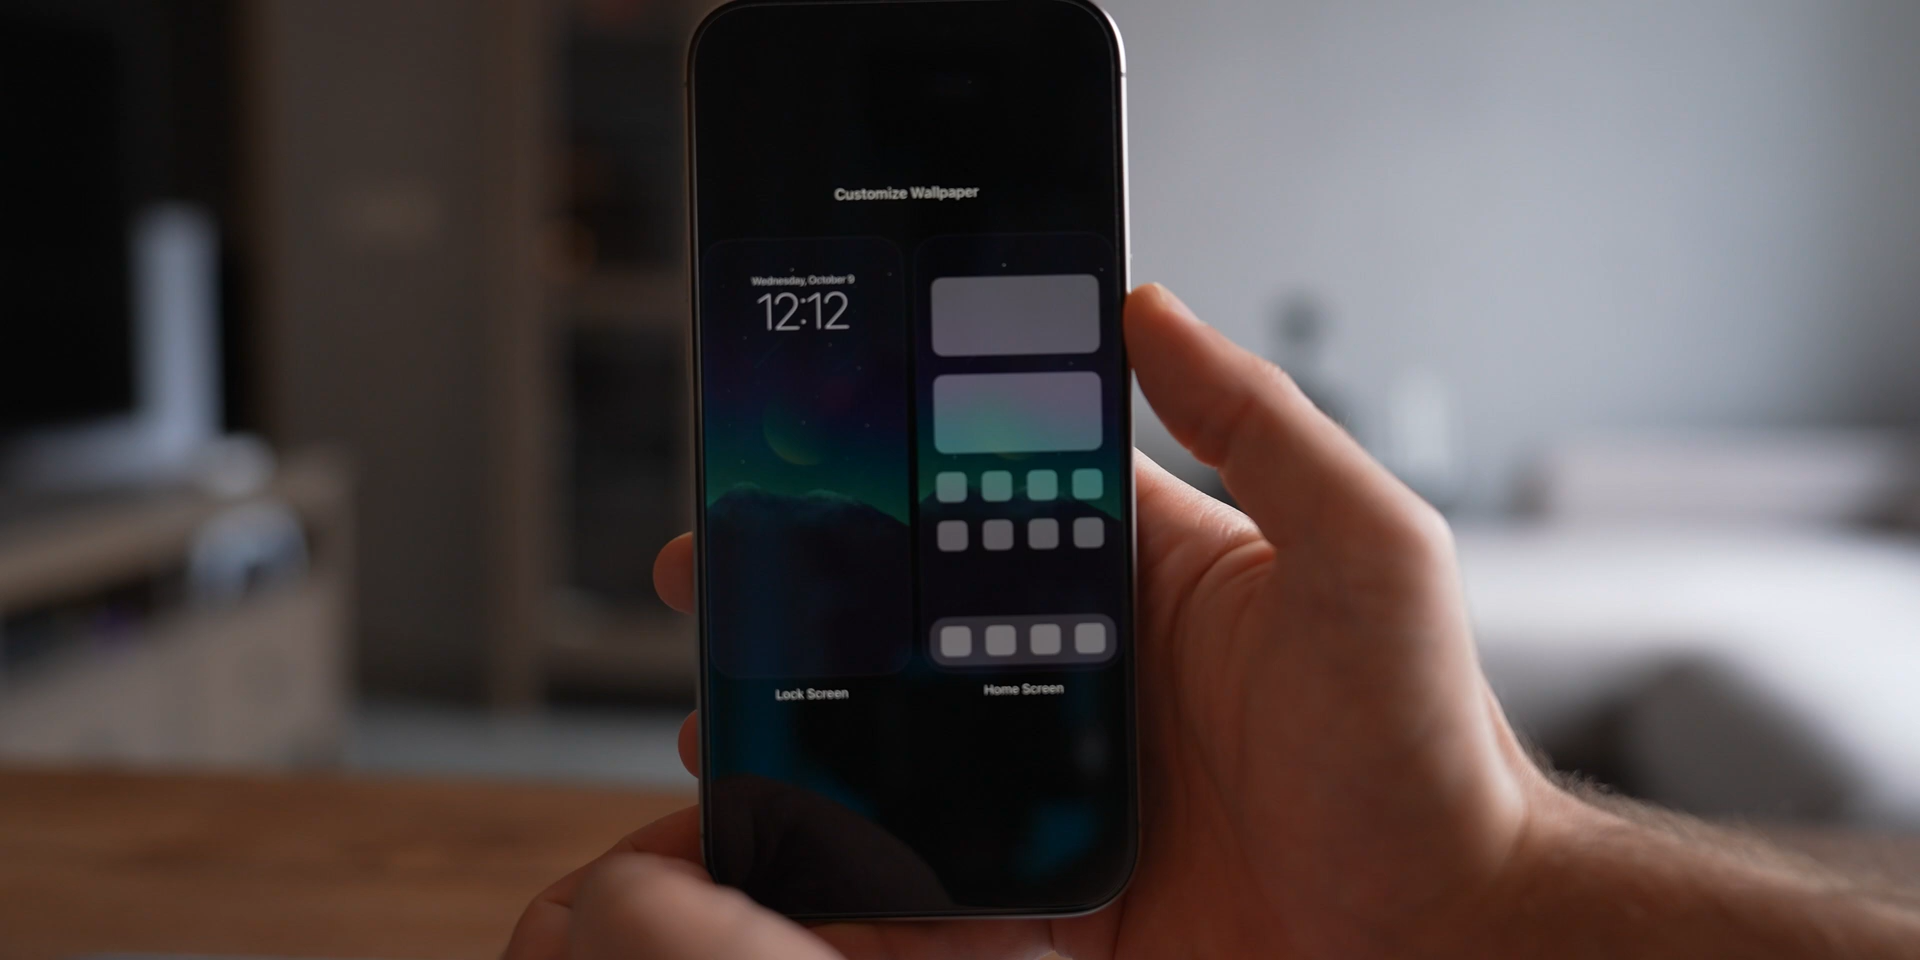 Customize Wallpaper
Wednesday, October 9
12:12
Lock Screen
Home Screen